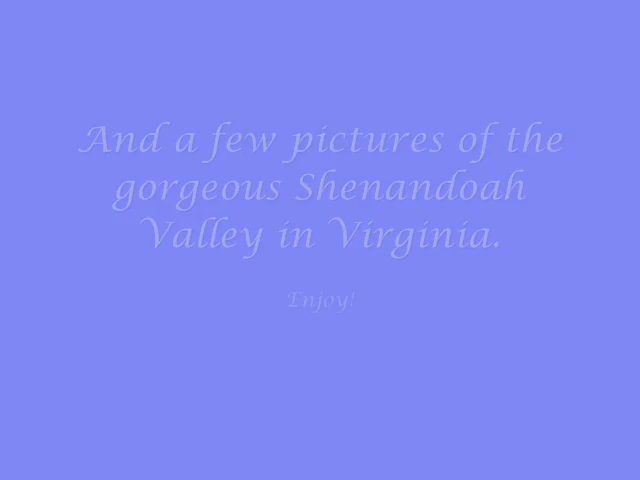 And a few pictures of the
gorgeous Shenandoah
Valley in Virginia.
Enjoy!